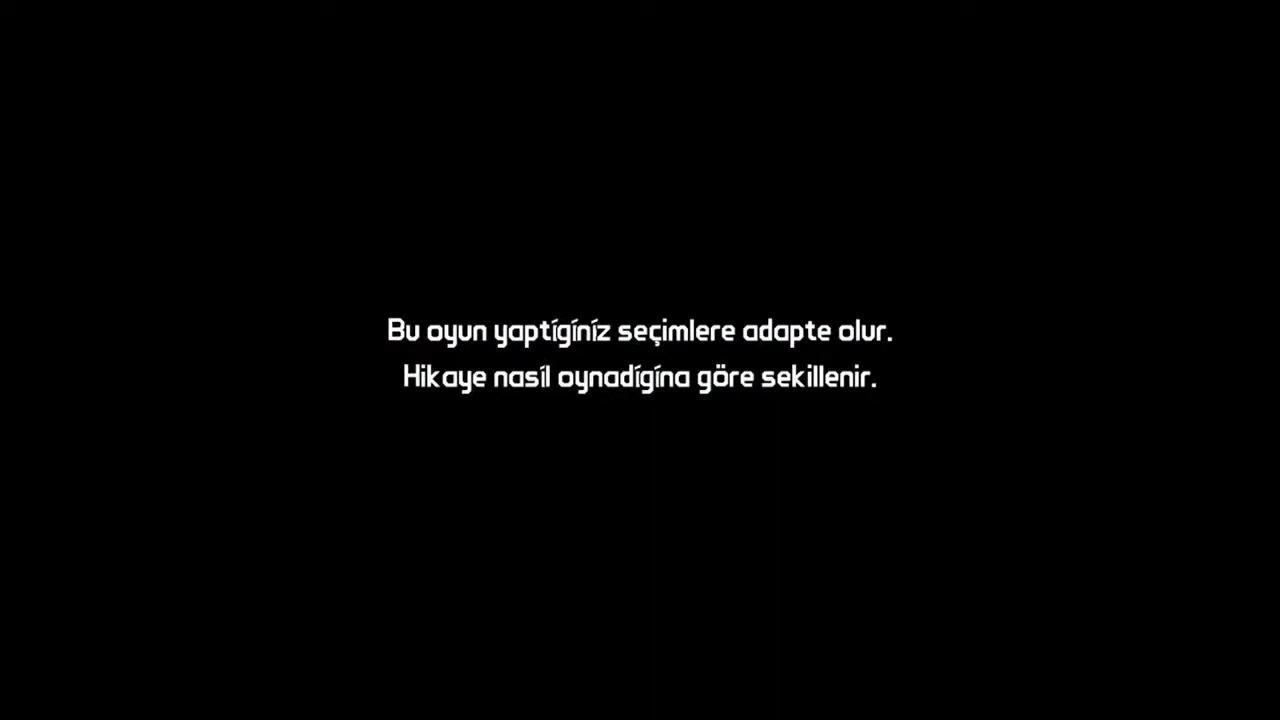 Bu oyun yaptígíníz seçimlere adapte olur.
Hikaye nasíl oynadígína göre sekillenir.